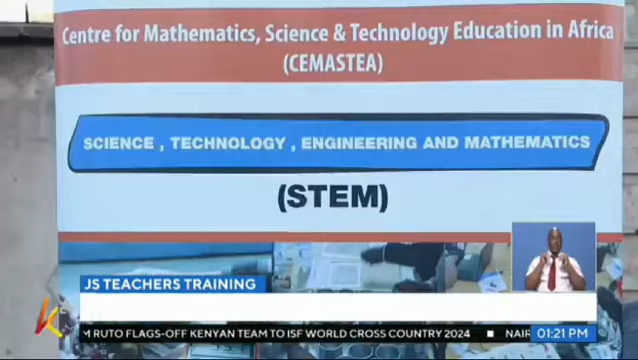 Centre for Mathematics, Science & Technology Education in Africa
(CEMASTEA)
SCIENCE , TECHNOLOGY , ENGINEERING AND MATHEMATICS
(STEM)
JS TEACHERS TRAINING
M RUTO FLAGS-OFF KENYAN TEAM TO ISF WORLD CROSS COUNTRY 2024 ■ NAIR
01:21 PM